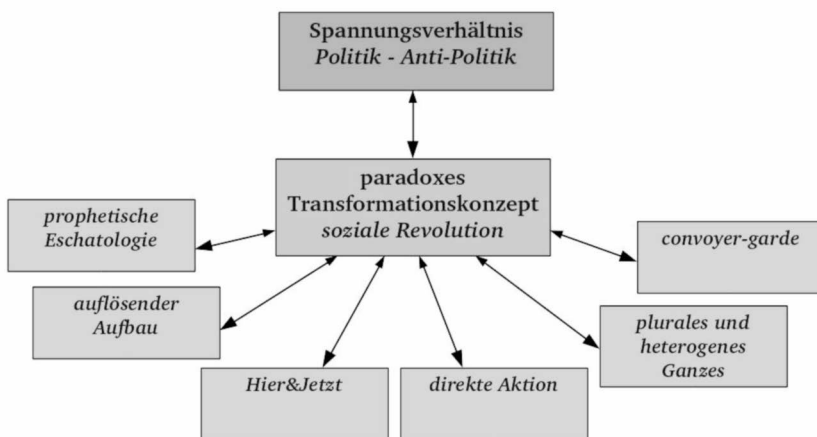 Spannungsverhältnis
Politik - Anti-Politik
paradoxes
Transformationskonzept
soziale Revolution
prophetische
Eschatologie
convoyer-garde
auflösender
Aufbau
plurales und
heterogenes
Ganzes
Hier&Jetzt
direkte Aktion